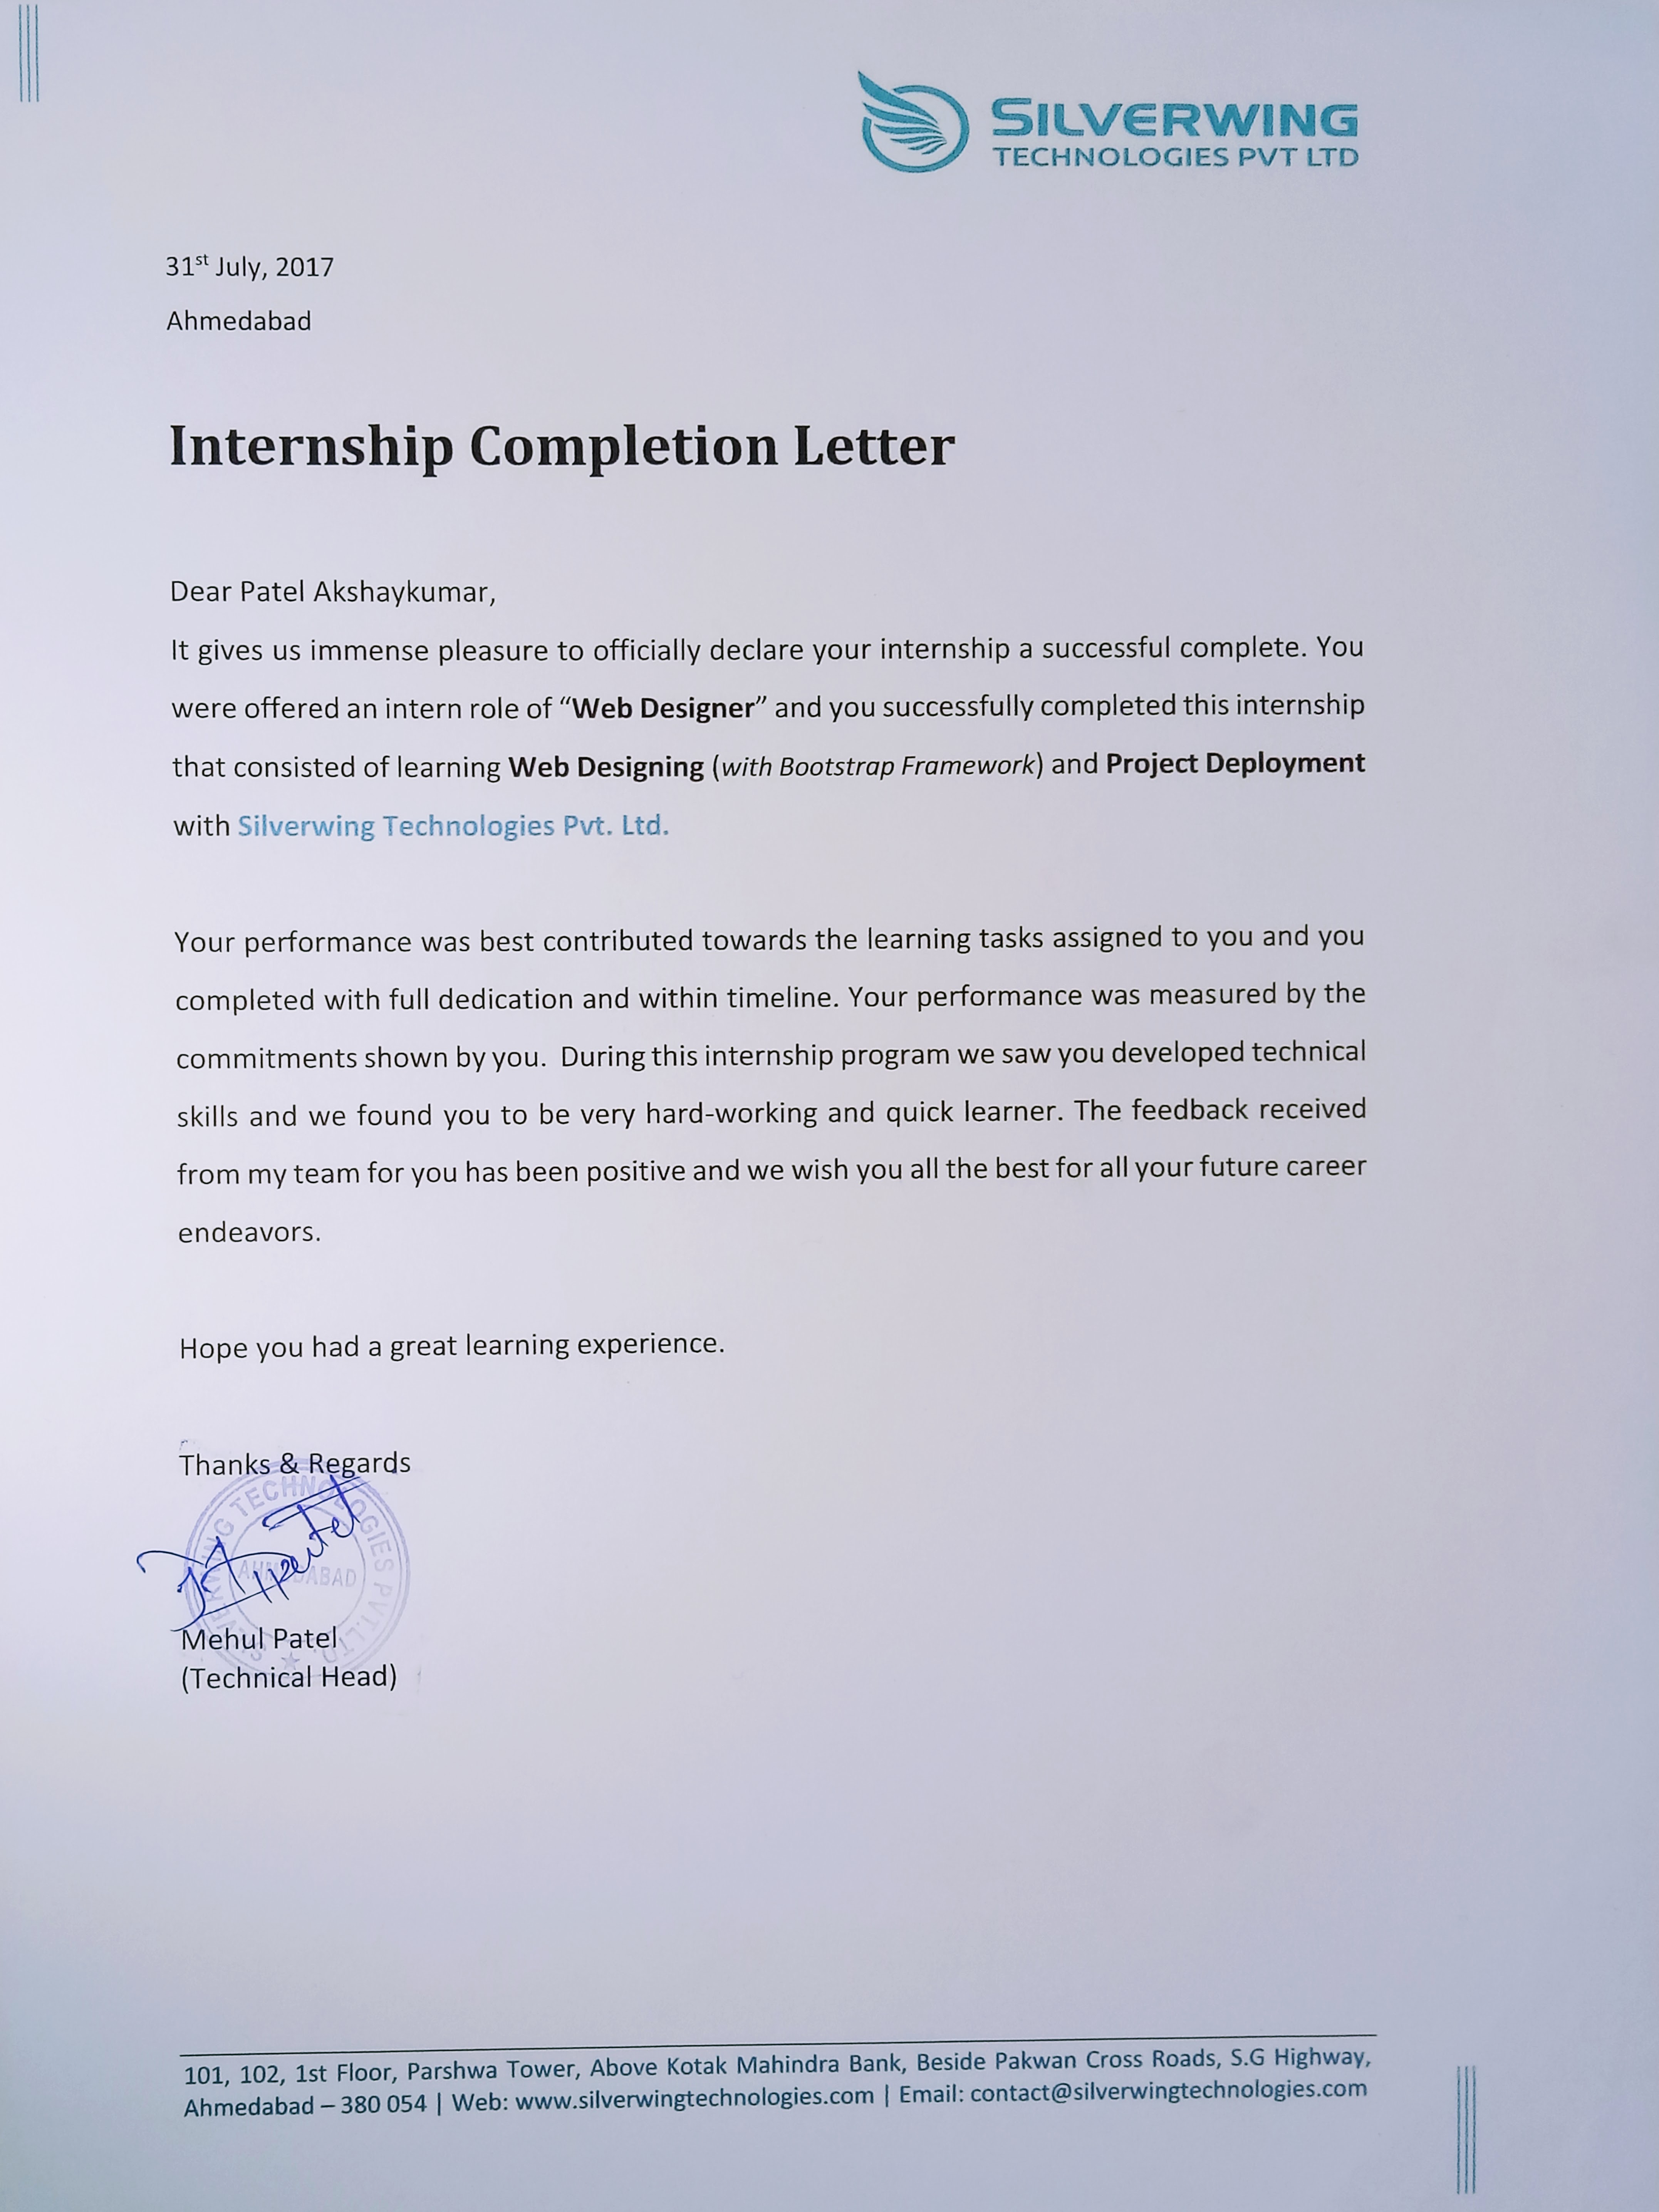 SILVERWING
TECHNOLOGIES PVT LTD
31st July, 2017
Ahmedabad
Internship Completion Letter
Dear Patel Akshaykumar,
It gives us immense pleasure to officially declare your internship a successful complete. You
were offered an intern role of “Web Designer” and you successfully completed this internship
that consisted of learning Web Designing (with Bootstrap Framework) and Project Deployment
with Silverwing Technologies Pvt. Ltd.
Your performance was best contributed towards the learning tasks assigned to you and you
completed with full dedication and within timeline. Your performance was measured by the
commitments shown by you. During this internship program we saw you developed technical
skills and we found you to be very hard-working and quick learner. The feedback received
from my team for you has been positive and we wish you all the best for all your future career
endeavors.
Hope you had a great learning experience.
Thanks & Regards
SILVERWING TECHNOLOGIES PVT.LTD.
AHMEDABAD
Mehul Patel
(Technical Head)
101, 102, 1st Floor, Parshwa Tower, Above Kotak Mahindra Bank, Beside Pakwan Cross Roads, S.G Highway,
Ahmedabad – 380 054 | Web: www.silverwingtechnologies.com | Email: contact@silverwingtechnologies.com